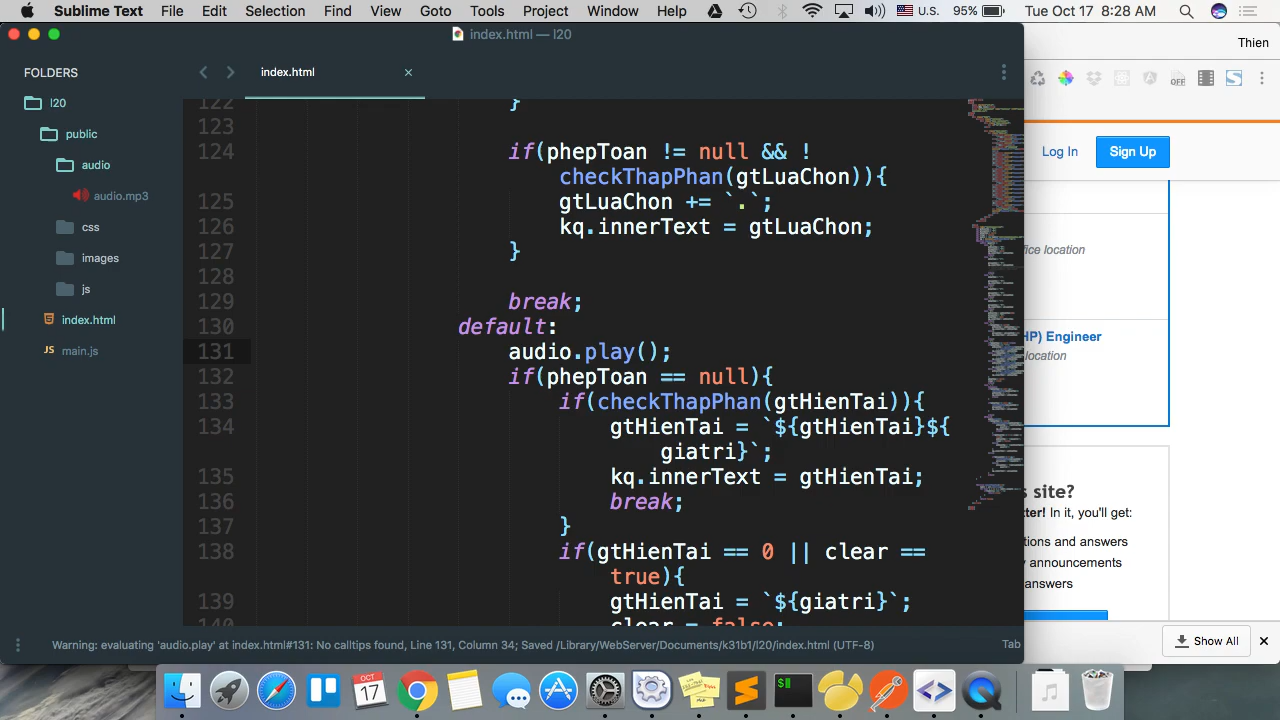 Sublime Text File Edit Selection Find View Goto Tools Project Window Help U.S. 95% Tue Oct 17 8:28 AM
index.html — l20
Thien
FOLDERS
l20
public
audio
audio.mp3
css
images
js
index.html
main.js
index.html ×
122 }
123
124 if(phepToan != null && !
checkThapPhan(gtLuaChon)){
125 gtLuaChon += `.`;
126 kq.innerText = gtLuaChon;
127 }
128
129 break;
130 default:
131 audio.play();
132 if(phepToan == null){
133 if(checkThapPhan(gtHienTai)){
134 gtHienTai = `${gtHienTai}${
giatri}`;
135 kq.innerText = gtHienTai;
136 break;
137 }
138 if(gtHienTai == 0 || clear ==
true){
139 gtHienTai = `${giatri}`;
140 clear = false;
Warning: evaluating 'audio.play' at index.html#131: No calltips found, Line 131, Column 34; Saved /Library/WebServer/Documents/k31b1/l20/index.html (UTF-8) Tab
OFF
Log In Sign Up
fice location
HP) Engineer
location
s site?
ter! In it, you'll get:
tions and answers
announcements
answers
Show All ×
OCT
17